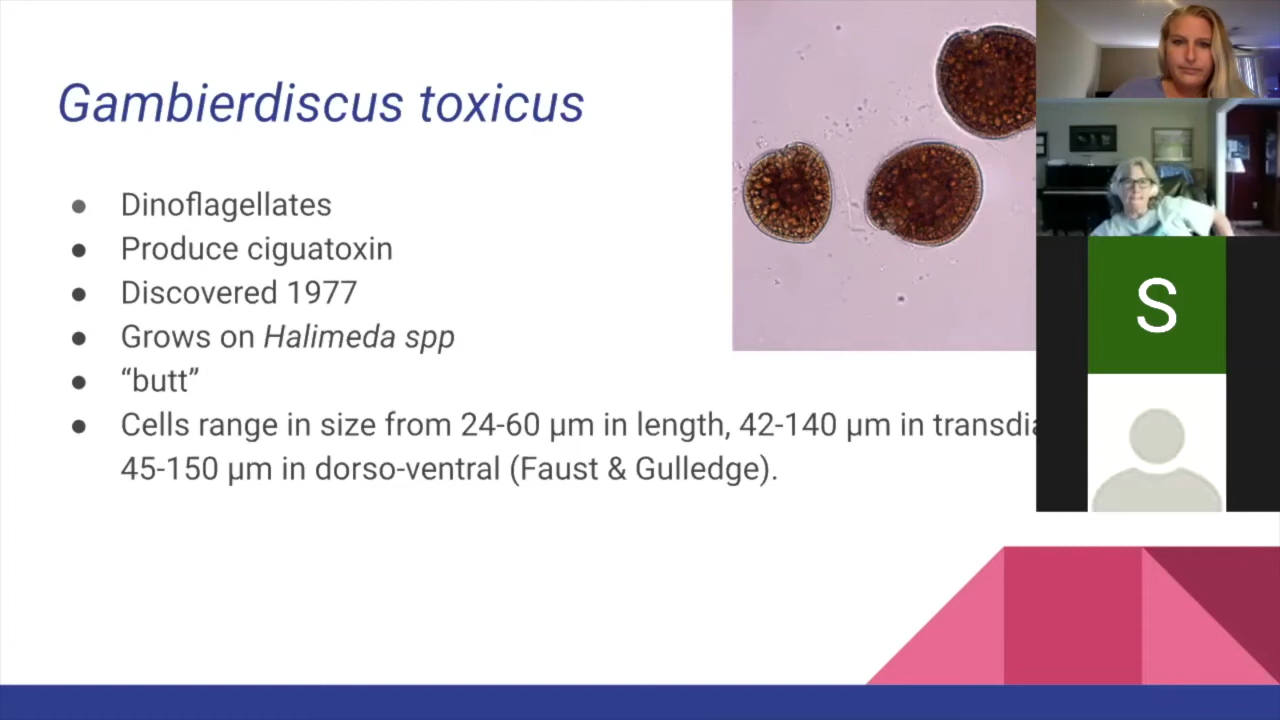 Gambierdiscus toxicus
Dinoflagellates
Produce ciguatoxin
Discovered 1977
Grows on Halimeda spp
“butt”
Cells range in size from 24-60 µm in length, 42-140 µm in
45-150 µm in dorso-ventral (Faust & Gulledge).
S